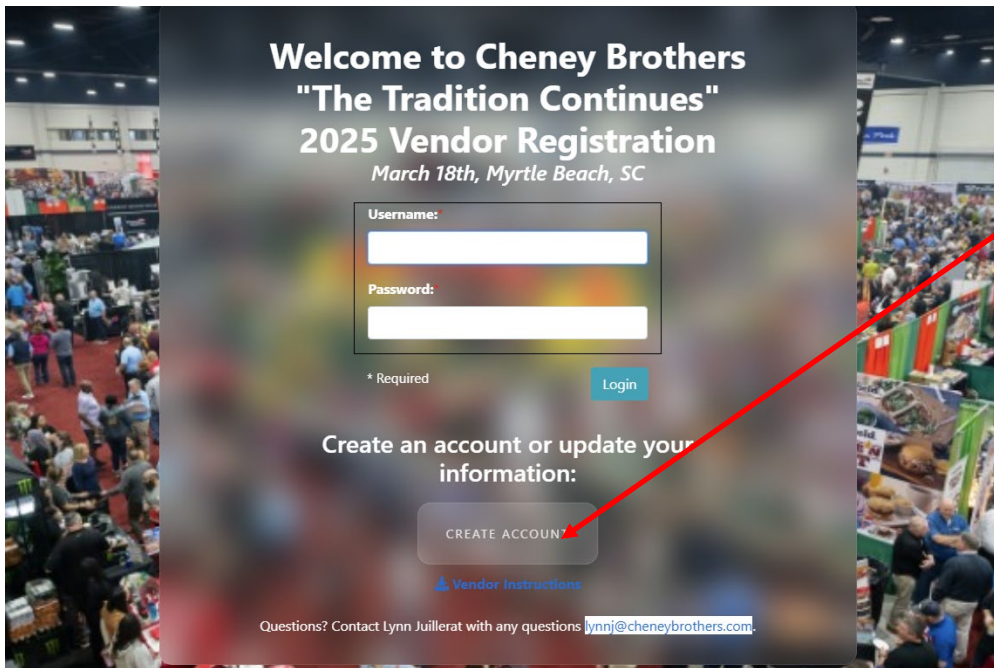 Welcome to Cheney Brothers
"The Tradition Continues"
2025 Vendor Registration
March 18th, Myrtle Beach, SC
Username:*
Password:*
* Required
Login
Create an account or update your
information:
CREATE ACCOUNT
Vendor Instructions
Questions? Contact Lynn Juillerat with any questions lynnj@cheneybrothers.com.